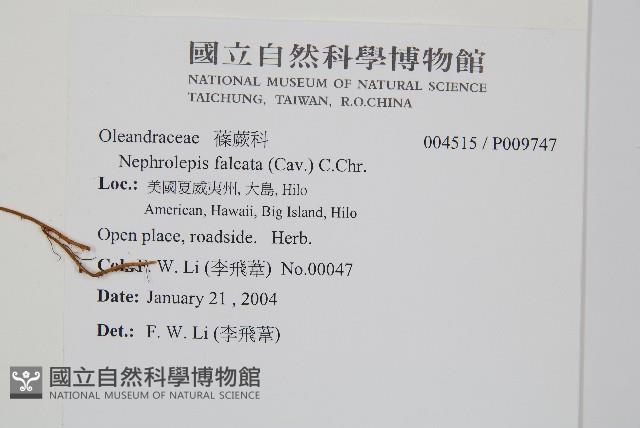 國立自然科學博物館
NATIONAL MUSEUM OF NATURAL SCIENCE
TAICHUNG, TAIWAN, R.O.CHINA
Oleandraceae 蓧蕨科 004515 / P009747
Nephrolepis falcata (Cav.) C.Chr.
Loc.: 美國夏威夷州, 大島, Hilo
American, Hawaii, Big Island, Hilo
Open place, roadside. Herb.
W. Li (李飛葦) No.00047
Date: January 21 , 2004
Det.: F. W. Li (李飛葦)
國立自然科學博物館
NATIONAL MUSEUM OF NATURAL SCIENCE